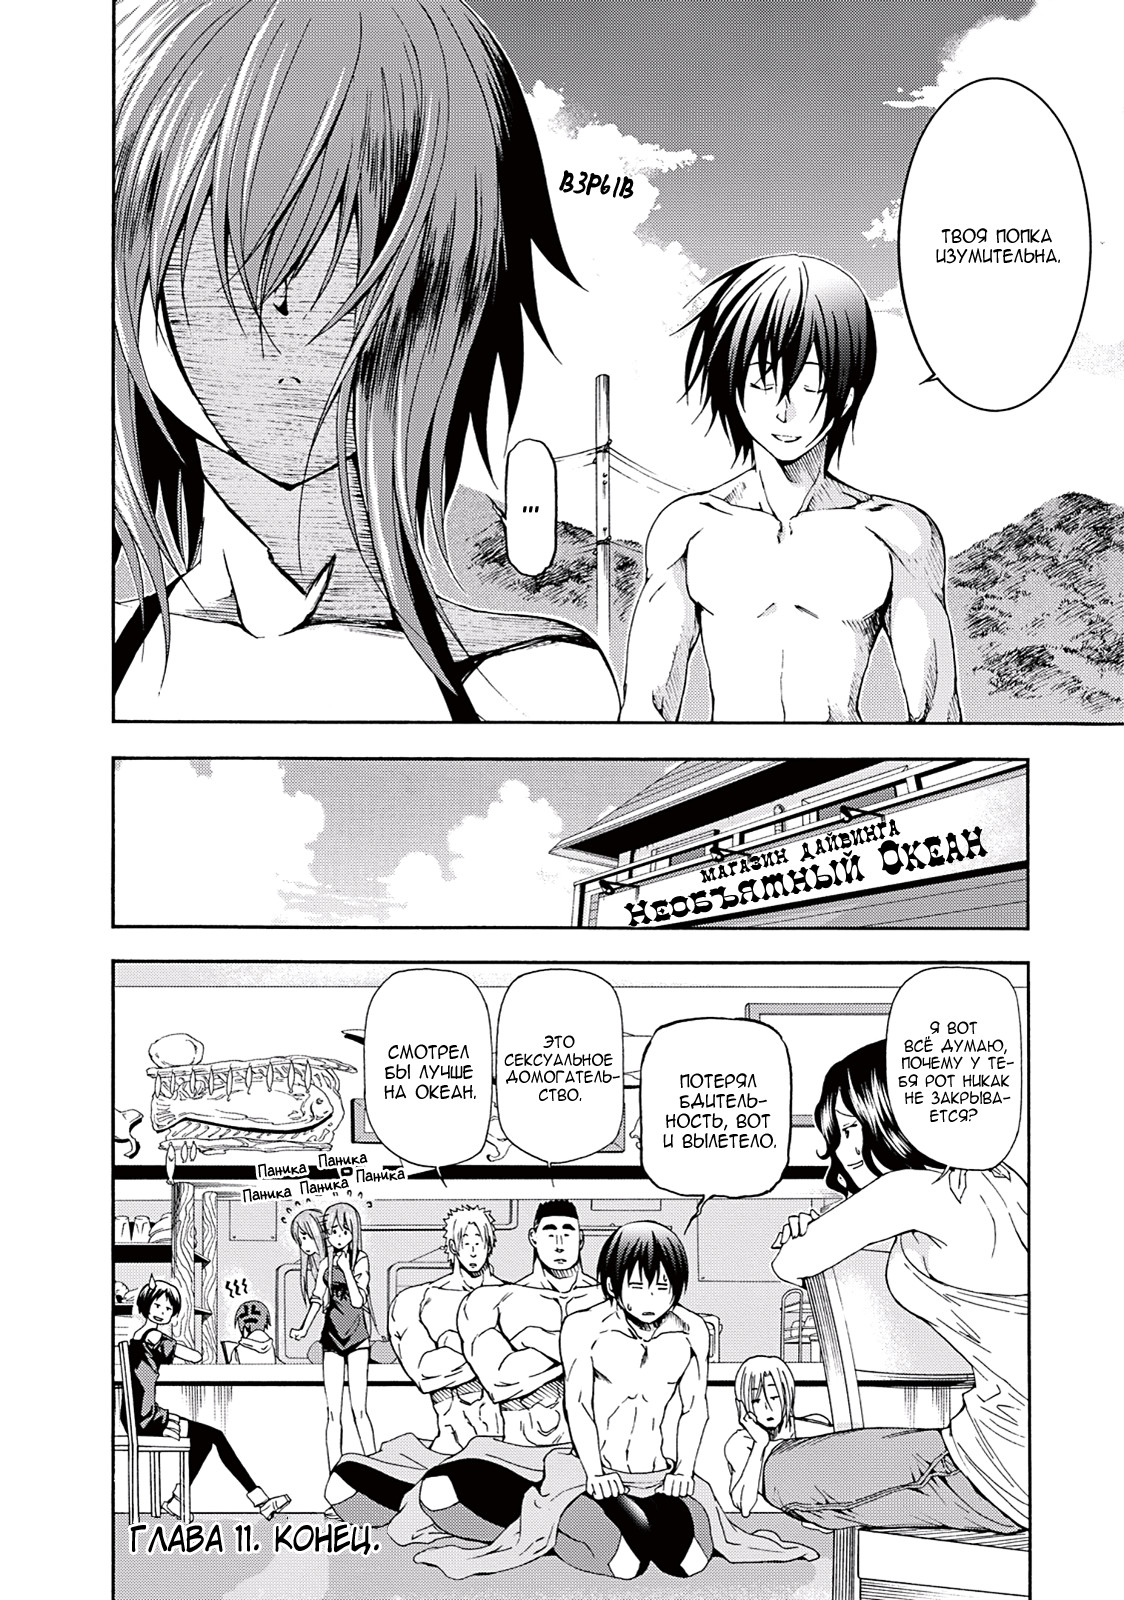 ТВОЯ ПОПКА
ИЗУМИТЕЛЬНА.
ВЗРЫВ
...
МАГАЗИН ДАЙВИНГА
НЕОБЪЯТНЫЙ ОКЕАН
Я ВОТ
ВСЁ ДУМАЮ,
ПОЧЕМУ У ТЕ-
БЯ РОТ НИКАК
НЕ ЗАКРЫВА-
ЕТСЯ?
ПОТЕРЯЛ
БДИТЕЛЬ-
НОСТЬ, ВОТ
И ВЫЛЕТЕЛО.
ЭТО
СЕКСУАЛЬНОЕ
ДОМОГАТЕЛЬ-
СТВО.
СМОТРЕЛ
БЫ ЛУЧШЕ
НА ОКЕАН.
Паника Паника
Паника Паника Паника
ГЛАВА 11. КОНЕЦ.